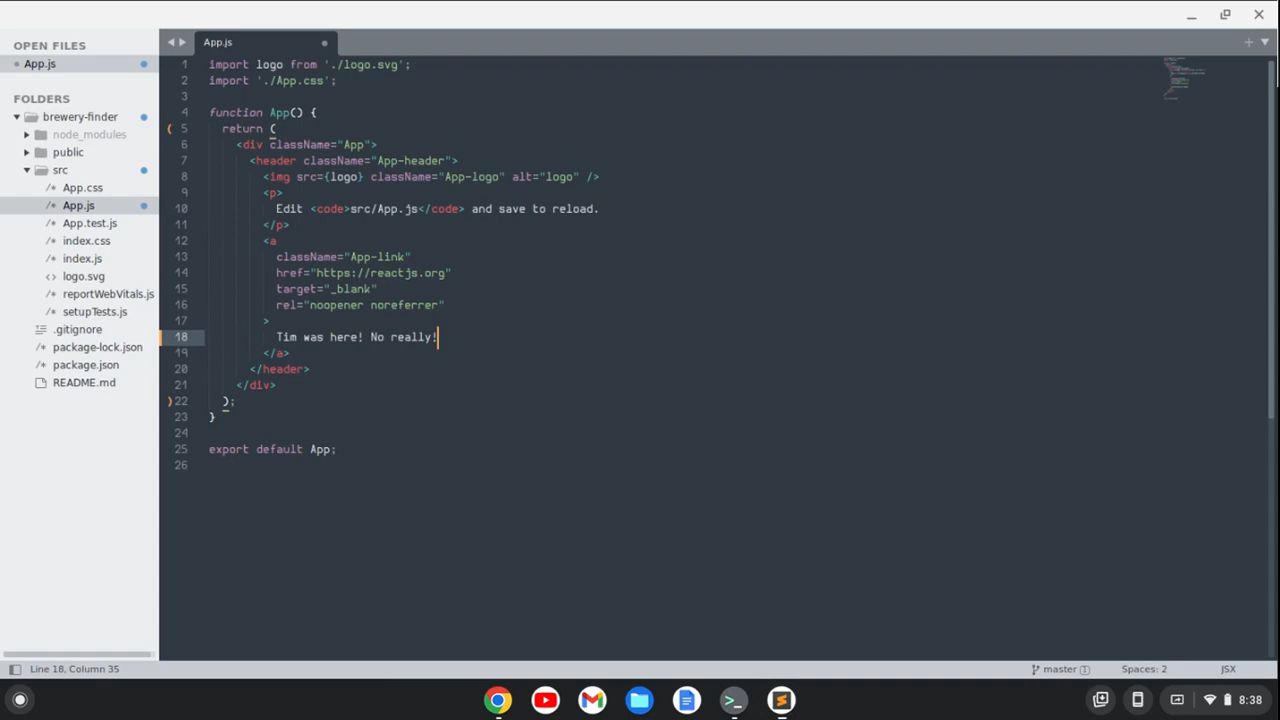 OPEN FILES
App.js
FOLDERS
brewery-finder
node_modules
public
src
App.css
App.js
App.test.js
index.css
index.js
logo.svg
reportWebVitals.js
setupTests.js
.gitignore
package-lock.json
package.json
README.md
App.js
1 import logo from './logo.svg';
2 import './App.css';
3
4 function App() {
5 return (
6 <div className="App">
7 <header className="App-header">
8 <img src={logo} className="App-logo" alt="logo" />
9 <p>
10 Edit <code>src/App.js</code> and save to reload.
11 </p>
12 <a
13 className="App-link"
14 href="https://reactjs.org"
15 target="_blank"
16 rel="noopener noreferrer"
17 >
18 Tim was here! No really!
19 </a>
20 </header>
21 </div>
22 );
23 }
24
25 export default App;
26
Line 18, Column 35
master (1)
Spaces: 2
JSX
8:38